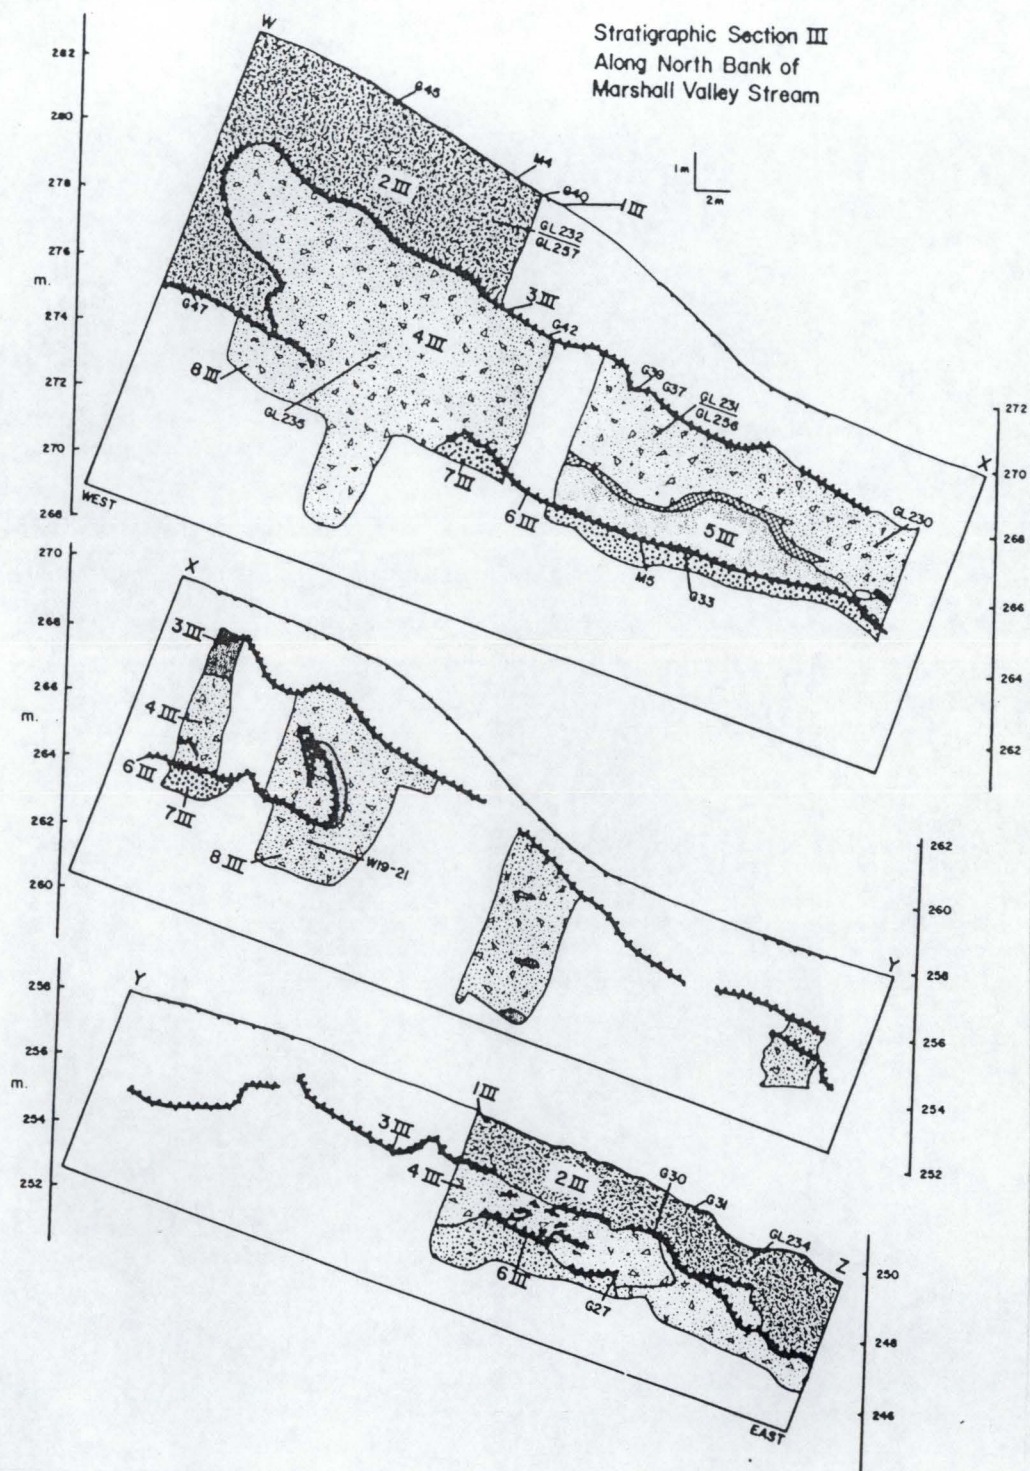 Stratigraphic Section III
Along North Bank of
Marshall Valley Stream
1m
2m
W
282
280
278
276
m.
274
272
270
268
G45
M4
G40
1III
2III
GL232
GL257
3III
G42
4III
G47
8III
GL235
G39
G37
GL231
GL256
272
X
270
GL230
268
266
264
262
7III
6III
5III
M5
G33
WEST
270
268
266
m.
264
262
260
X
3III
4III
6III
7III
8III
W19-21
262
260
Y
258
256
254
252
258
256
m.
254
252
Y
1III
3III
4III
2III
G30
G31
GL234
Z
6III
G27
250
248
246
EAST